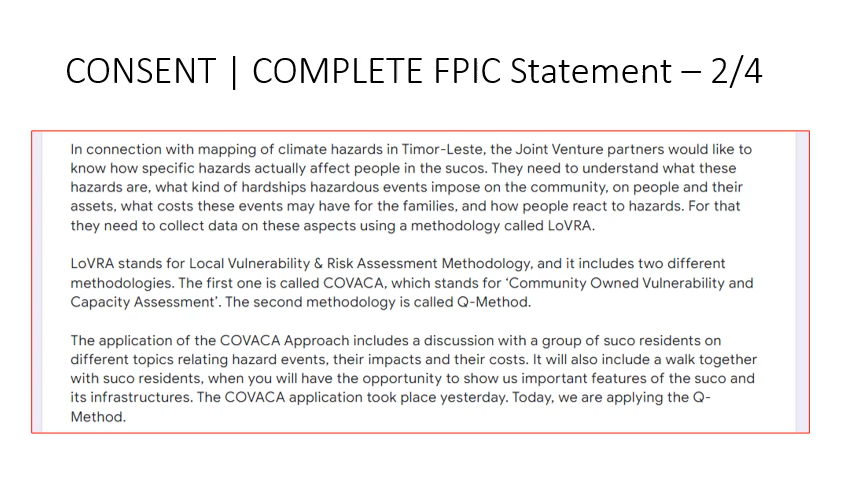 CONSENT | COMPLETE FPIC Statement – 2/4
In connection with mapping of climate hazards in Timor-Leste, the Joint Venture partners would like to
know how specific hazards actually affect people in the sucos. They need to understand what these
hazards are, what kind of hardships hazardous events impose on the community, on people and their
assets, what costs these events may have for the families, and how people react to hazards. For that
they need to collect data on these aspects using a methodology called LoVRA.
LoVRA stands for Local Vulnerability & Risk Assessment Methodology, and it includes two different
methodologies. The first one is called COVACA, which stands for ‘Community Owned Vulnerability and
Capacity Assessment’. The second methodology is called Q-Method.
The application of the COVACA Approach includes a discussion with a group of suco residents on
different topics relating hazard events, their impacts and their costs. It will also include a walk together
with suco residents, when you will have the opportunity to show us important features of the suco and
its infrastructures. The COVACA application took place yesterday. Today, we are applying the Q-
Method.